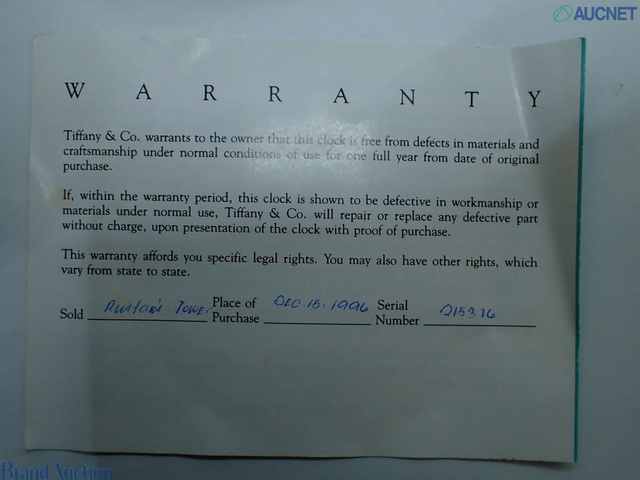 AUCNET
WARRANTY
Tiffany & Co. warrants to the owner that this clock is free from defects in materials and
craftsmanship under normal conditions of use for one full year from date of original
purchase.
If, within the warranty period, this clock is shown to be defective in workmanship or
materials under normal use, Tiffany & Co. will repair or replace any defective part
without charge, upon presentation of the clock with proof of purchase.
This warranty affords you specific legal rights. You may also have other rights, which
vary from state to state.
Sold Rustan's Tower Place of Purchase DEC. 15. 1996 Serial Number 215376
Brand Auction